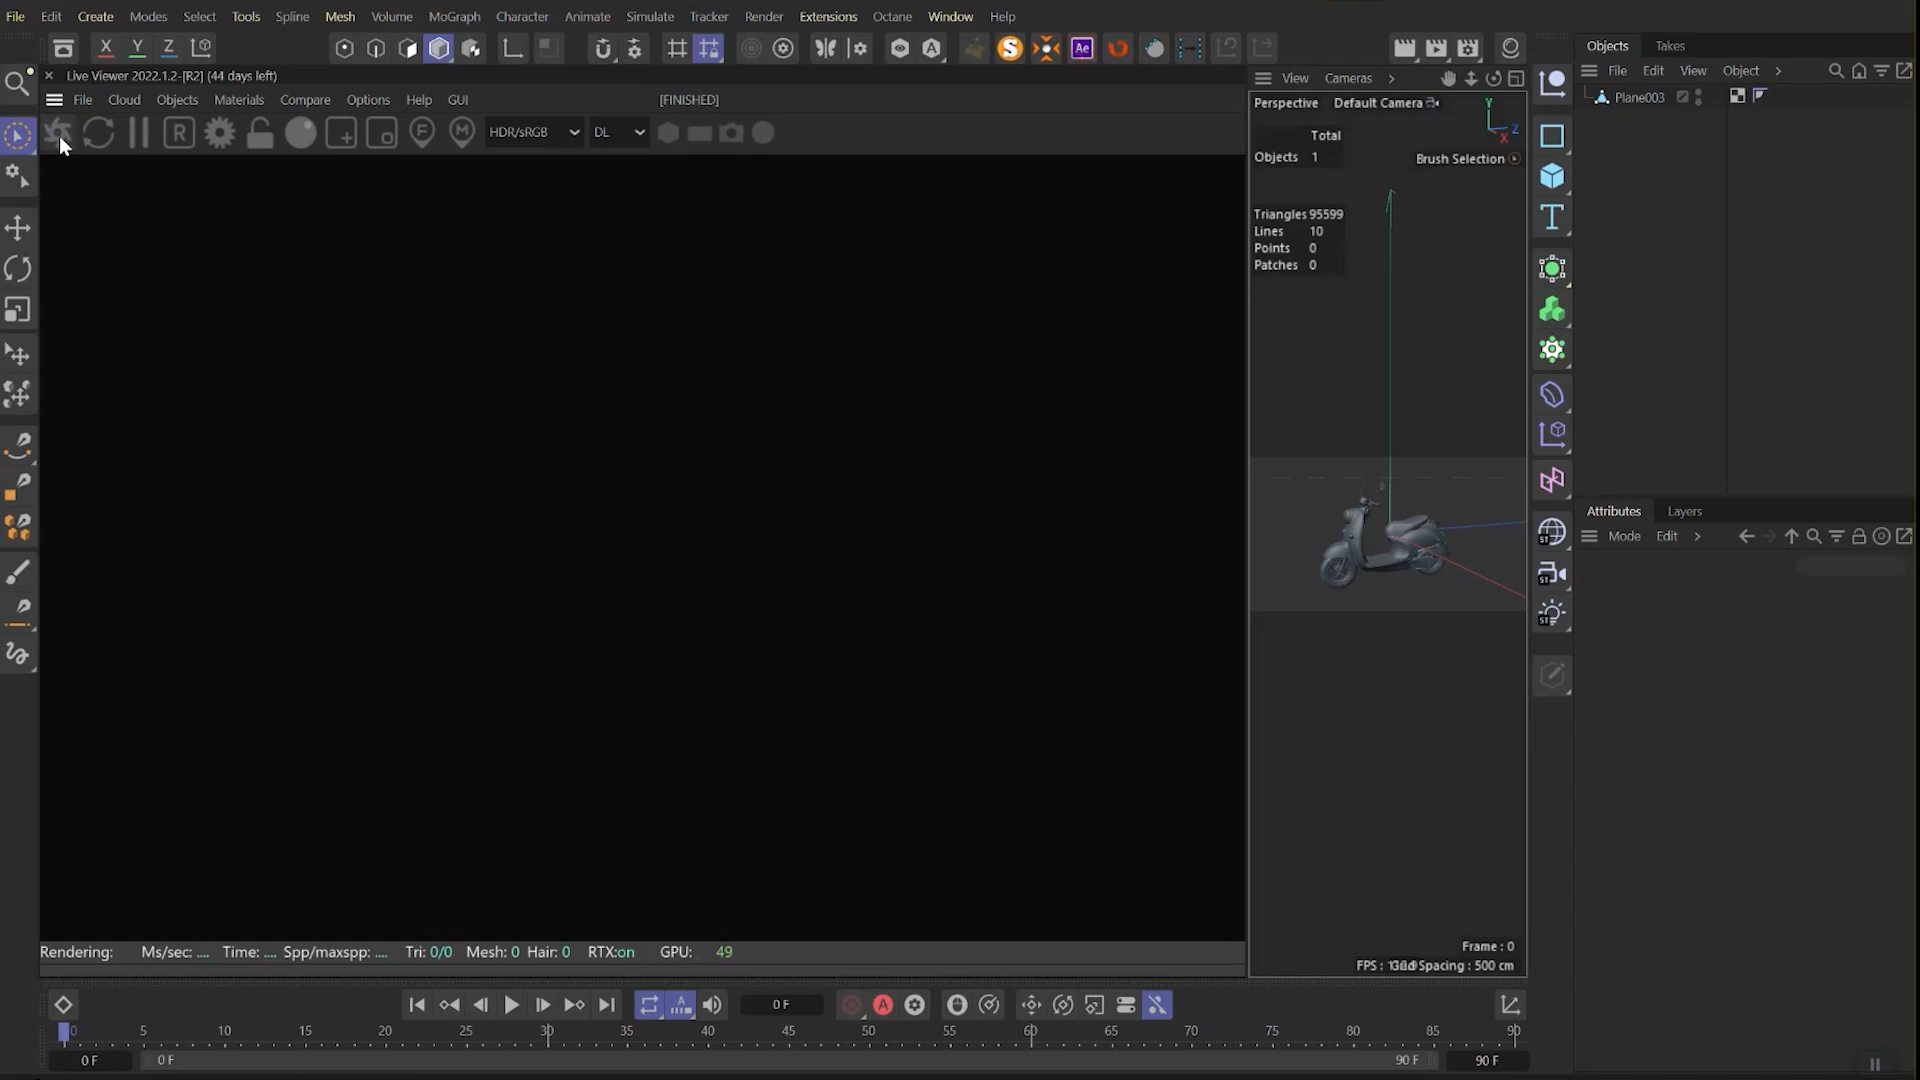 File Edit Create Modes Select Tools Spline Mesh Volume MoGraph Character Animate Simulate Tracker Render Extensions Octane Window Help
X Y Z
Ae
Objects Takes
Live Viewer 2022.1.2-[R2] (44 days left)
File Cloud Objects Materials Compare Options Help GUI [FINISHED]
R F M HDR/sRGB DL
View Cameras
Perspective Default Camera
Y
Z
X
Total
Objects 1
Brush Selection
Triangles 95599
Lines 10
Points 0
Patches 0
T
ST
ST
ST
File Edit View Object
Plane003
Attributes Layers
Mode Edit
Frame : 0
Rendering: Ms/sec: .... Time: .... Spp/maxspp: .... Tri: 0/0 Mesh: 0 Hair: 0 RTX:on GPU: 49
Spacing : 500 cm
0 F
A
0 5 10 15 20 25 30 35 40 45 50 55 60 65 70 75 80 85 90
0 F 0 F 90 F 90 F